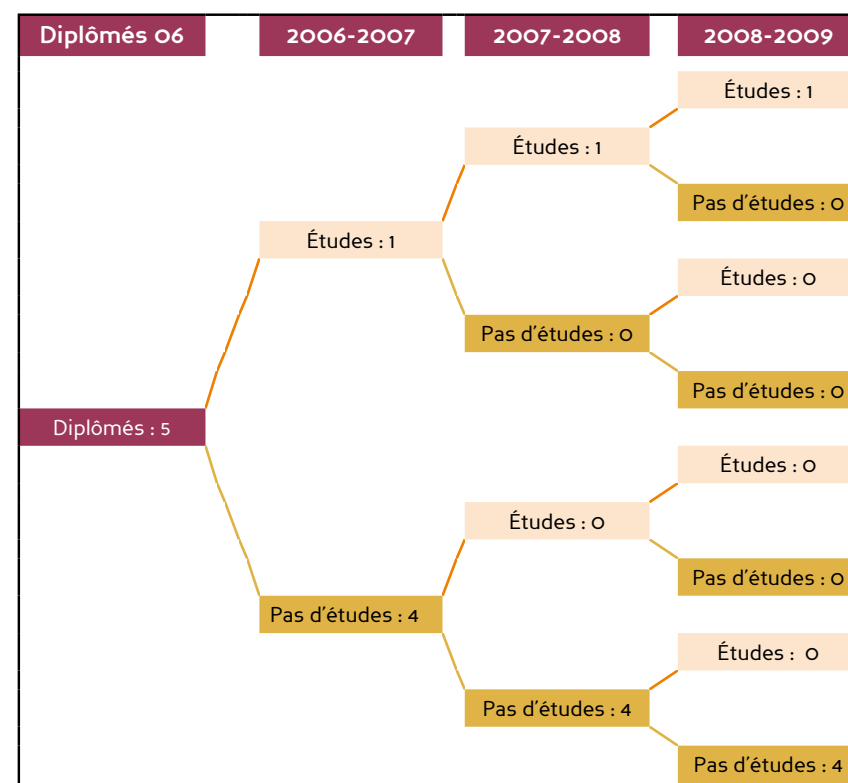 Diplômés 06
2006-2007
2007-2008
2008-2009
Études : 1
Études : 1
Pas d'études : 0
Études : 1
Études : 0
Pas d'études : 0
Pas d'études : 0
Diplômés : 5
Études : 0
Études : 0
Pas d'études : 0
Pas d'études : 4
Études : 0
Pas d'études : 4
Pas d'études : 4